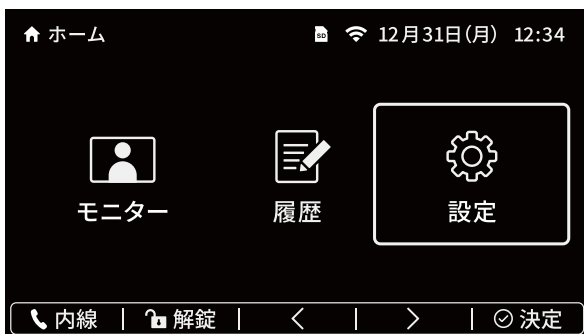 ホーム SD 12月31日(月) 12:34
モニター 履歴 設定
内線 解錠 < > 決定